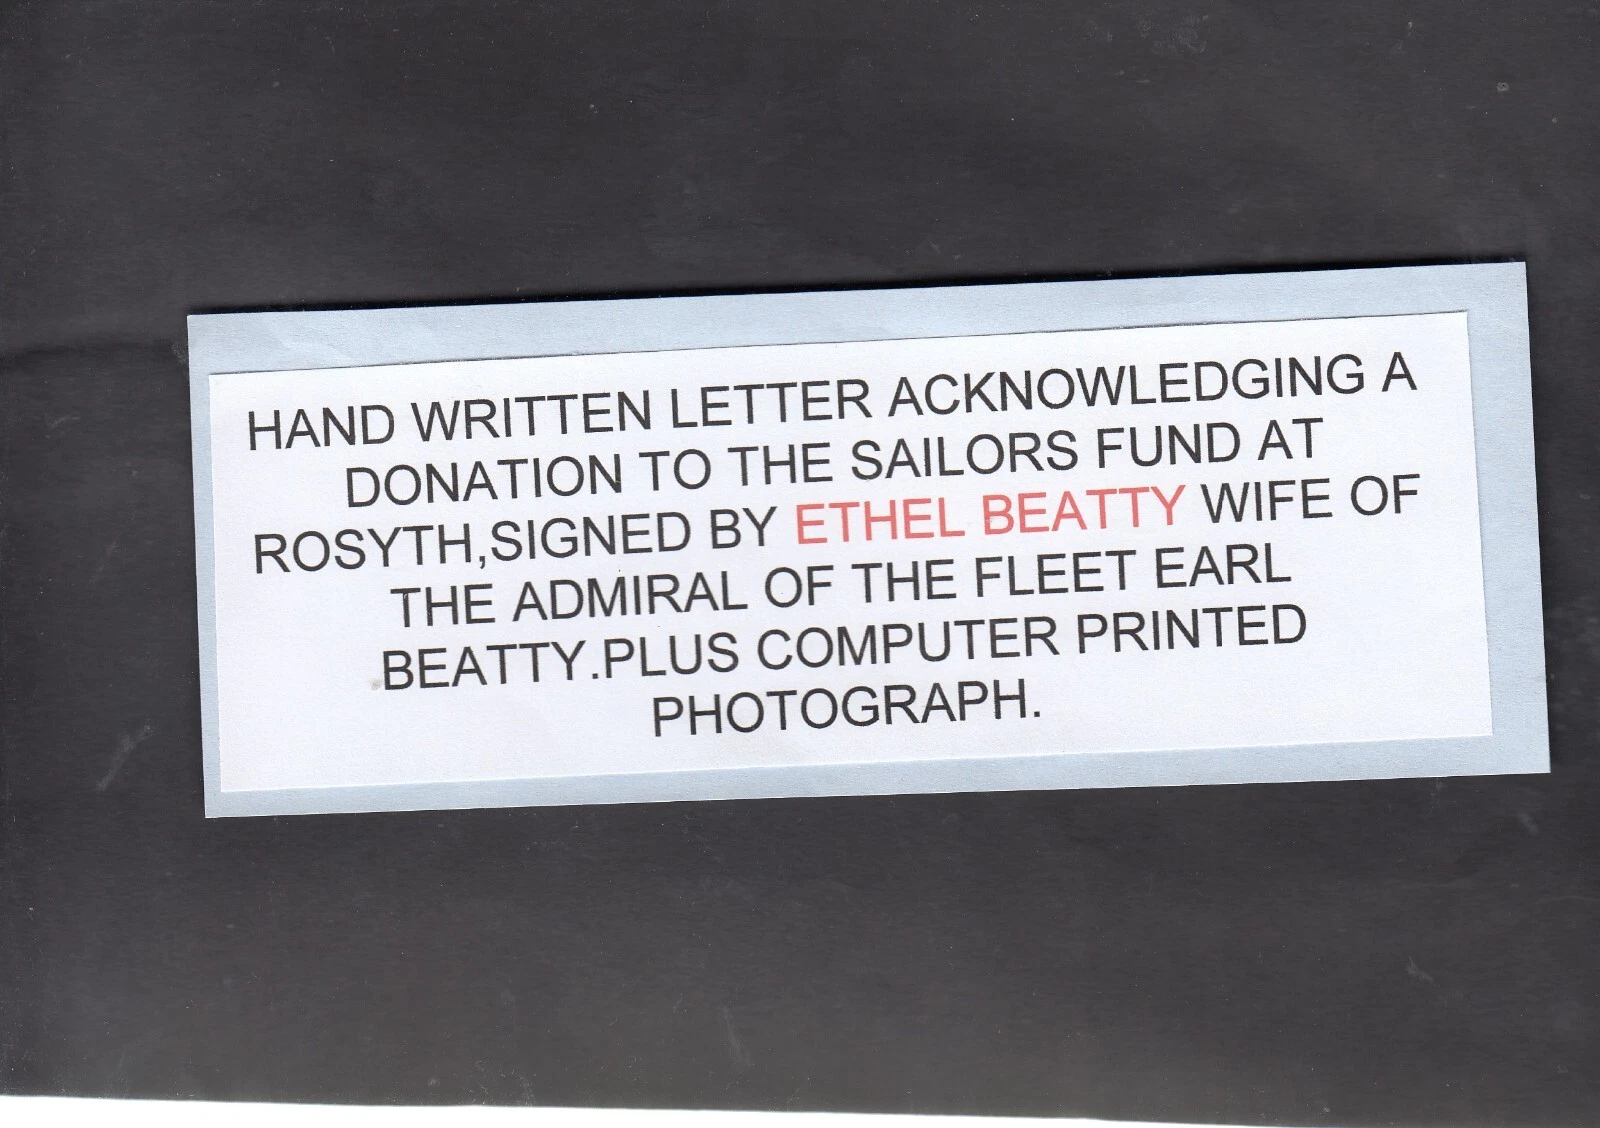 HAND WRITTEN LETTER ACKNOWLEDGING A
DONATION TO THE SAILORS FUND AT
ROSYTH,SIGNED BY ETHEL BEATTY WIFE OF
THE ADMIRAL OF THE FLEET EARL
BEATTY.PLUS COMPUTER PRINTED
PHOTOGRAPH.